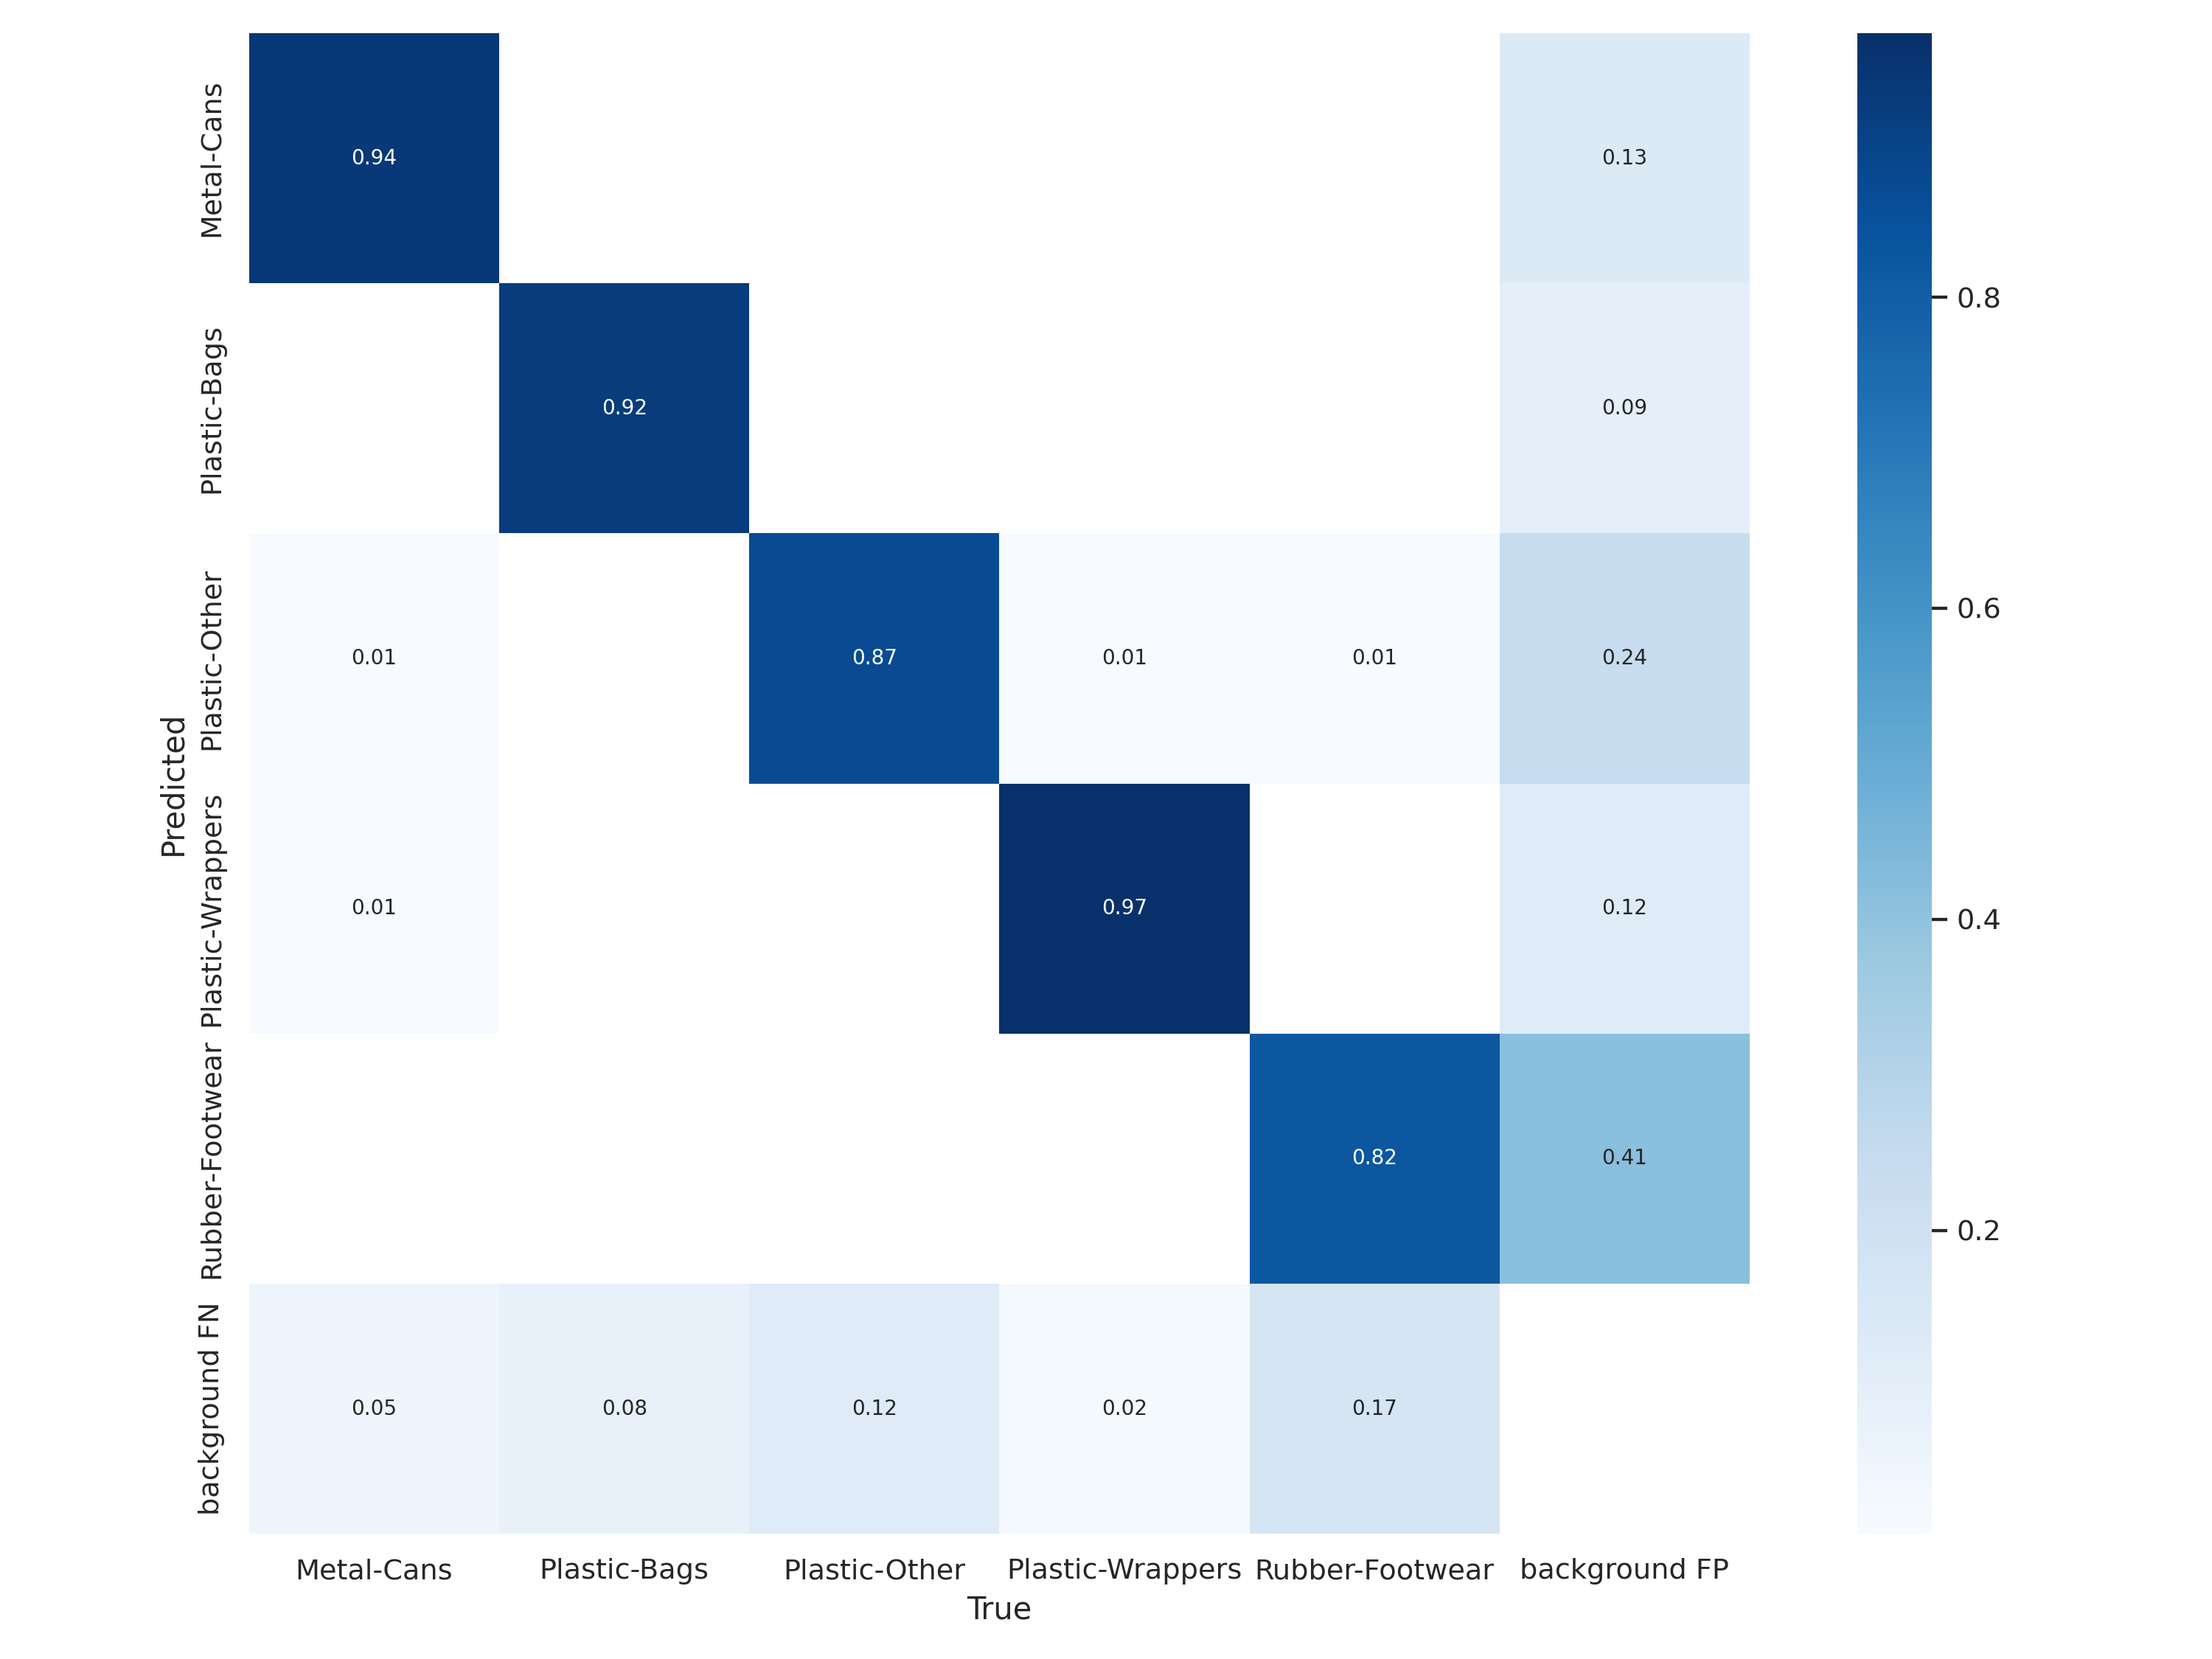 Predicted
Metal-Cans
0.94
0.13
Plastic-Bags
0.92
0.09
Plastic-Other
0.01
0.87
0.01
0.01
0.24
Plastic-Wrappers
0.01
0.97
0.12
Rubber-Footwear
0.82
0.41
background FN
0.05
0.08
0.12
0.02
0.17
Metal-Cans
Plastic-Bags
Plastic-Other
Plastic-Wrappers
Rubber-Footwear
background FP
True
0.8
0.6
0.4
0.2